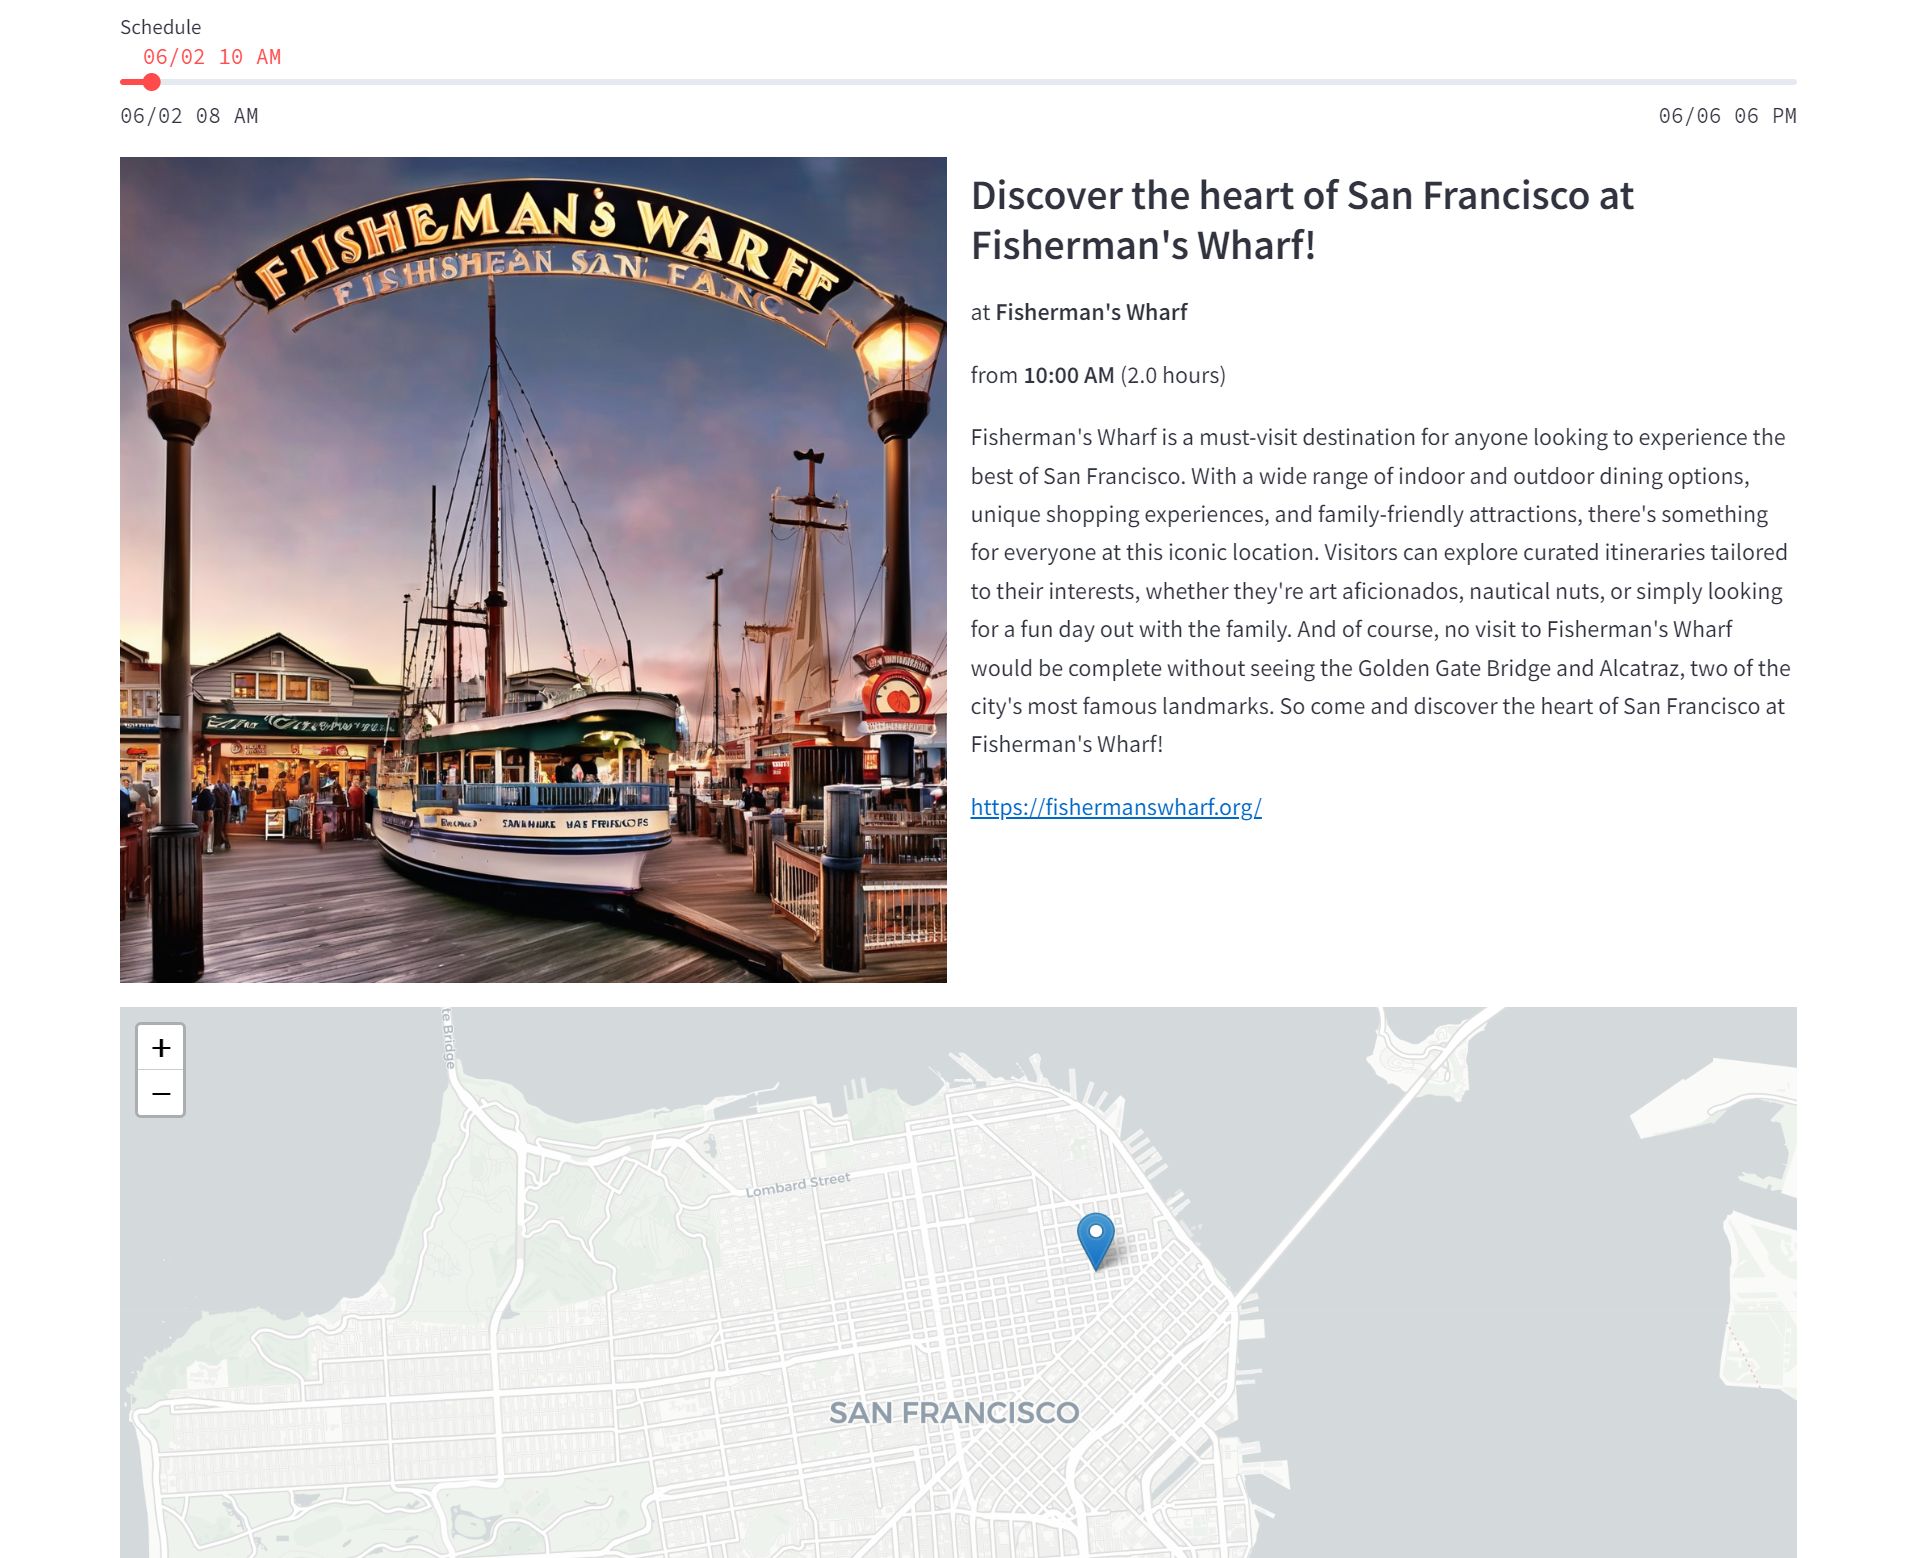 Schedule
06/02 10 AM
06/02 08 AM
06/06 06 PM
FIISHEMAN'S WARFF
FISHSHEAN SAN FANC
Discover the heart of San Francisco at
Fisherman's Wharf!
at Fisherman's Wharf
from 10:00 AM (2.0 hours)
Fisherman's Wharf is a must-visit destination for anyone looking to experience the
best of San Francisco. With a wide range of indoor and outdoor dining options,
unique shopping experiences, and family-friendly attractions, there's something
for everyone at this iconic location. Visitors can explore curated itineraries tailored
to their interests, whether they're art aficionados, nautical nuts, or simply looking
for a fun day out with the family. And of course, no visit to Fisherman's Wharf
would be complete without seeing the Golden Gate Bridge and Alcatraz, two of the
city's most famous landmarks. So come and discover the heart of San Francisco at
Fisherman's Wharf!
https://fishermanswharf.org/
+
−
te Bridge
Lombard Street
SAN FRANCISCO